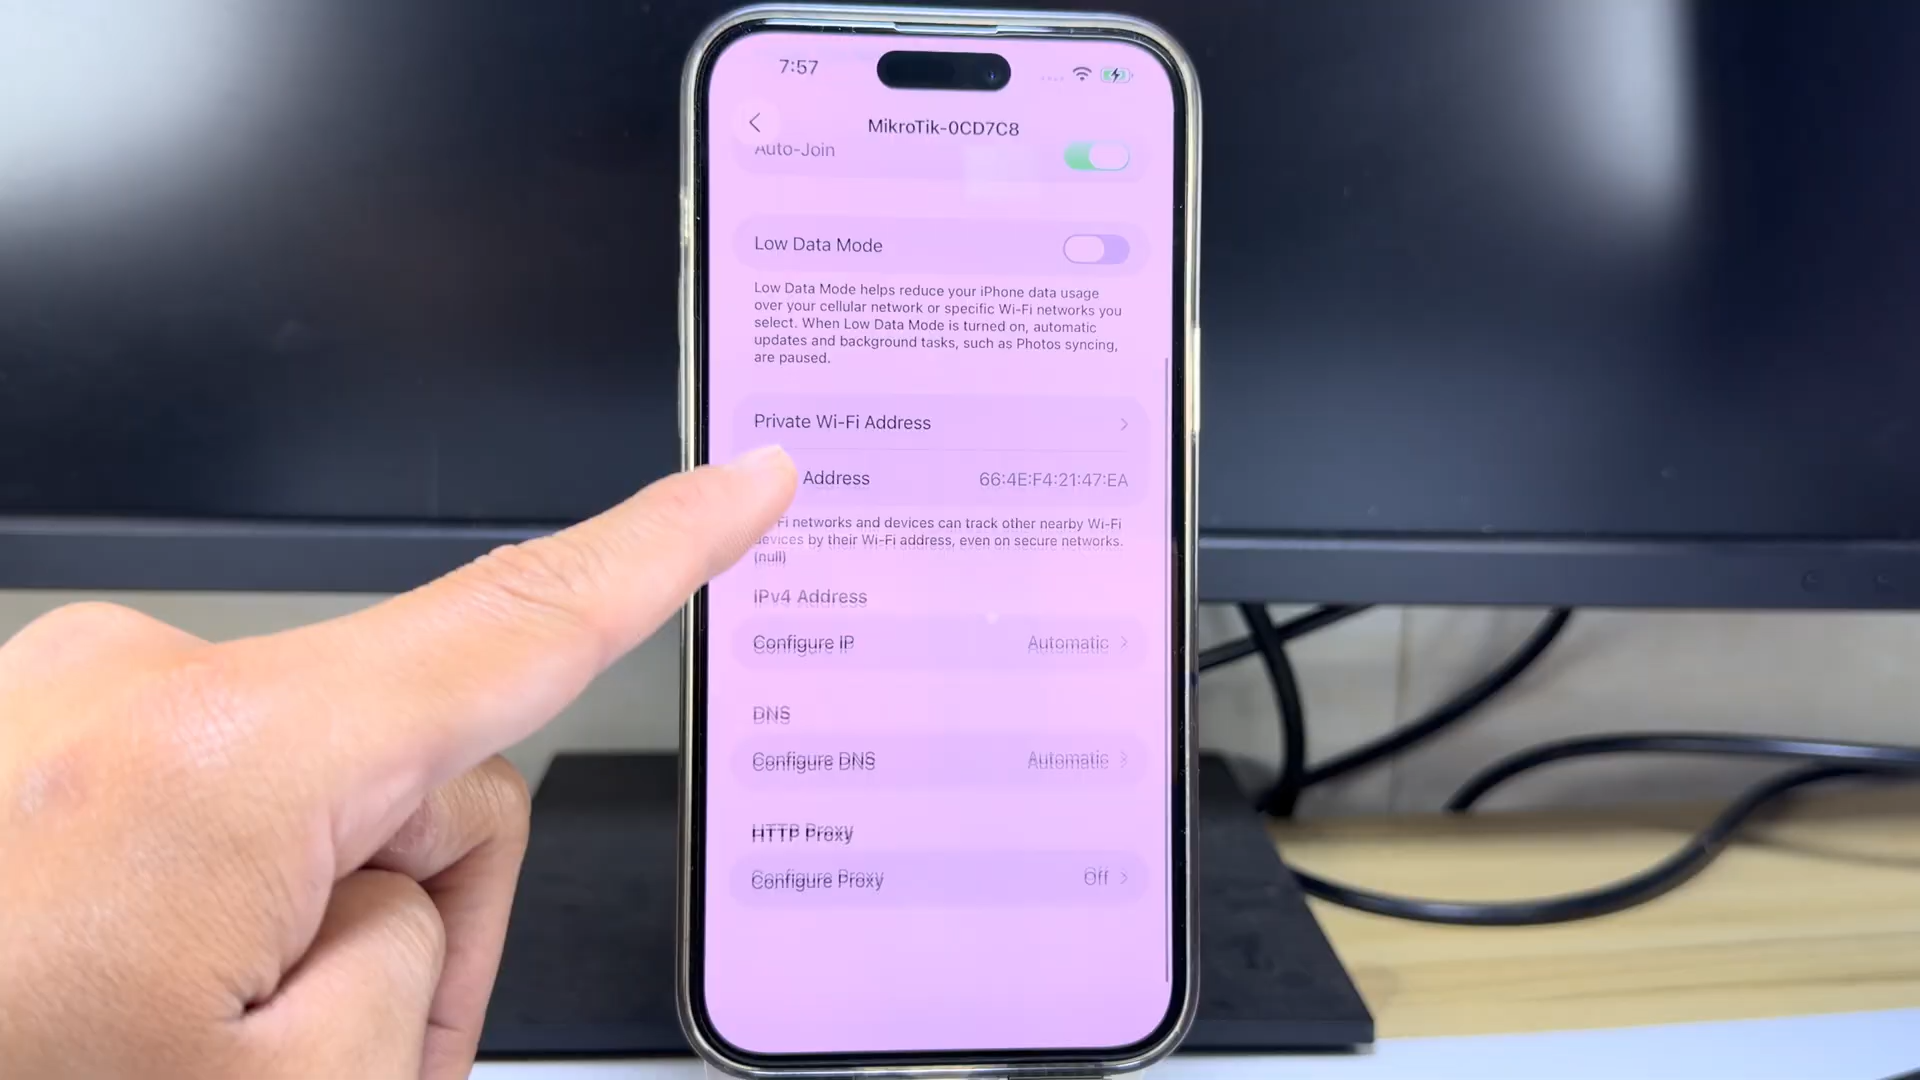 7:57
MikroTik-0CD7C8
Auto-Join
Low Data Mode
Low Data Mode helps reduce your iPhone data usage
over your cellular network or specific Wi-Fi networks you
select. When Low Data Mode is turned on, automatic
updates and background tasks, such as Photos syncing,
are paused.
Private Wi-Fi Address
Address 66:4E:F4:21:47:EA
Fi networks and devices can track other nearby Wi-Fi
devices by their Wi-Fi address, even on secure networks.
(null)
IPv4 Address
Configure IP Automatic
DNS
Configure DNS Automatic
HTTP Proxy
Configure Proxy Off